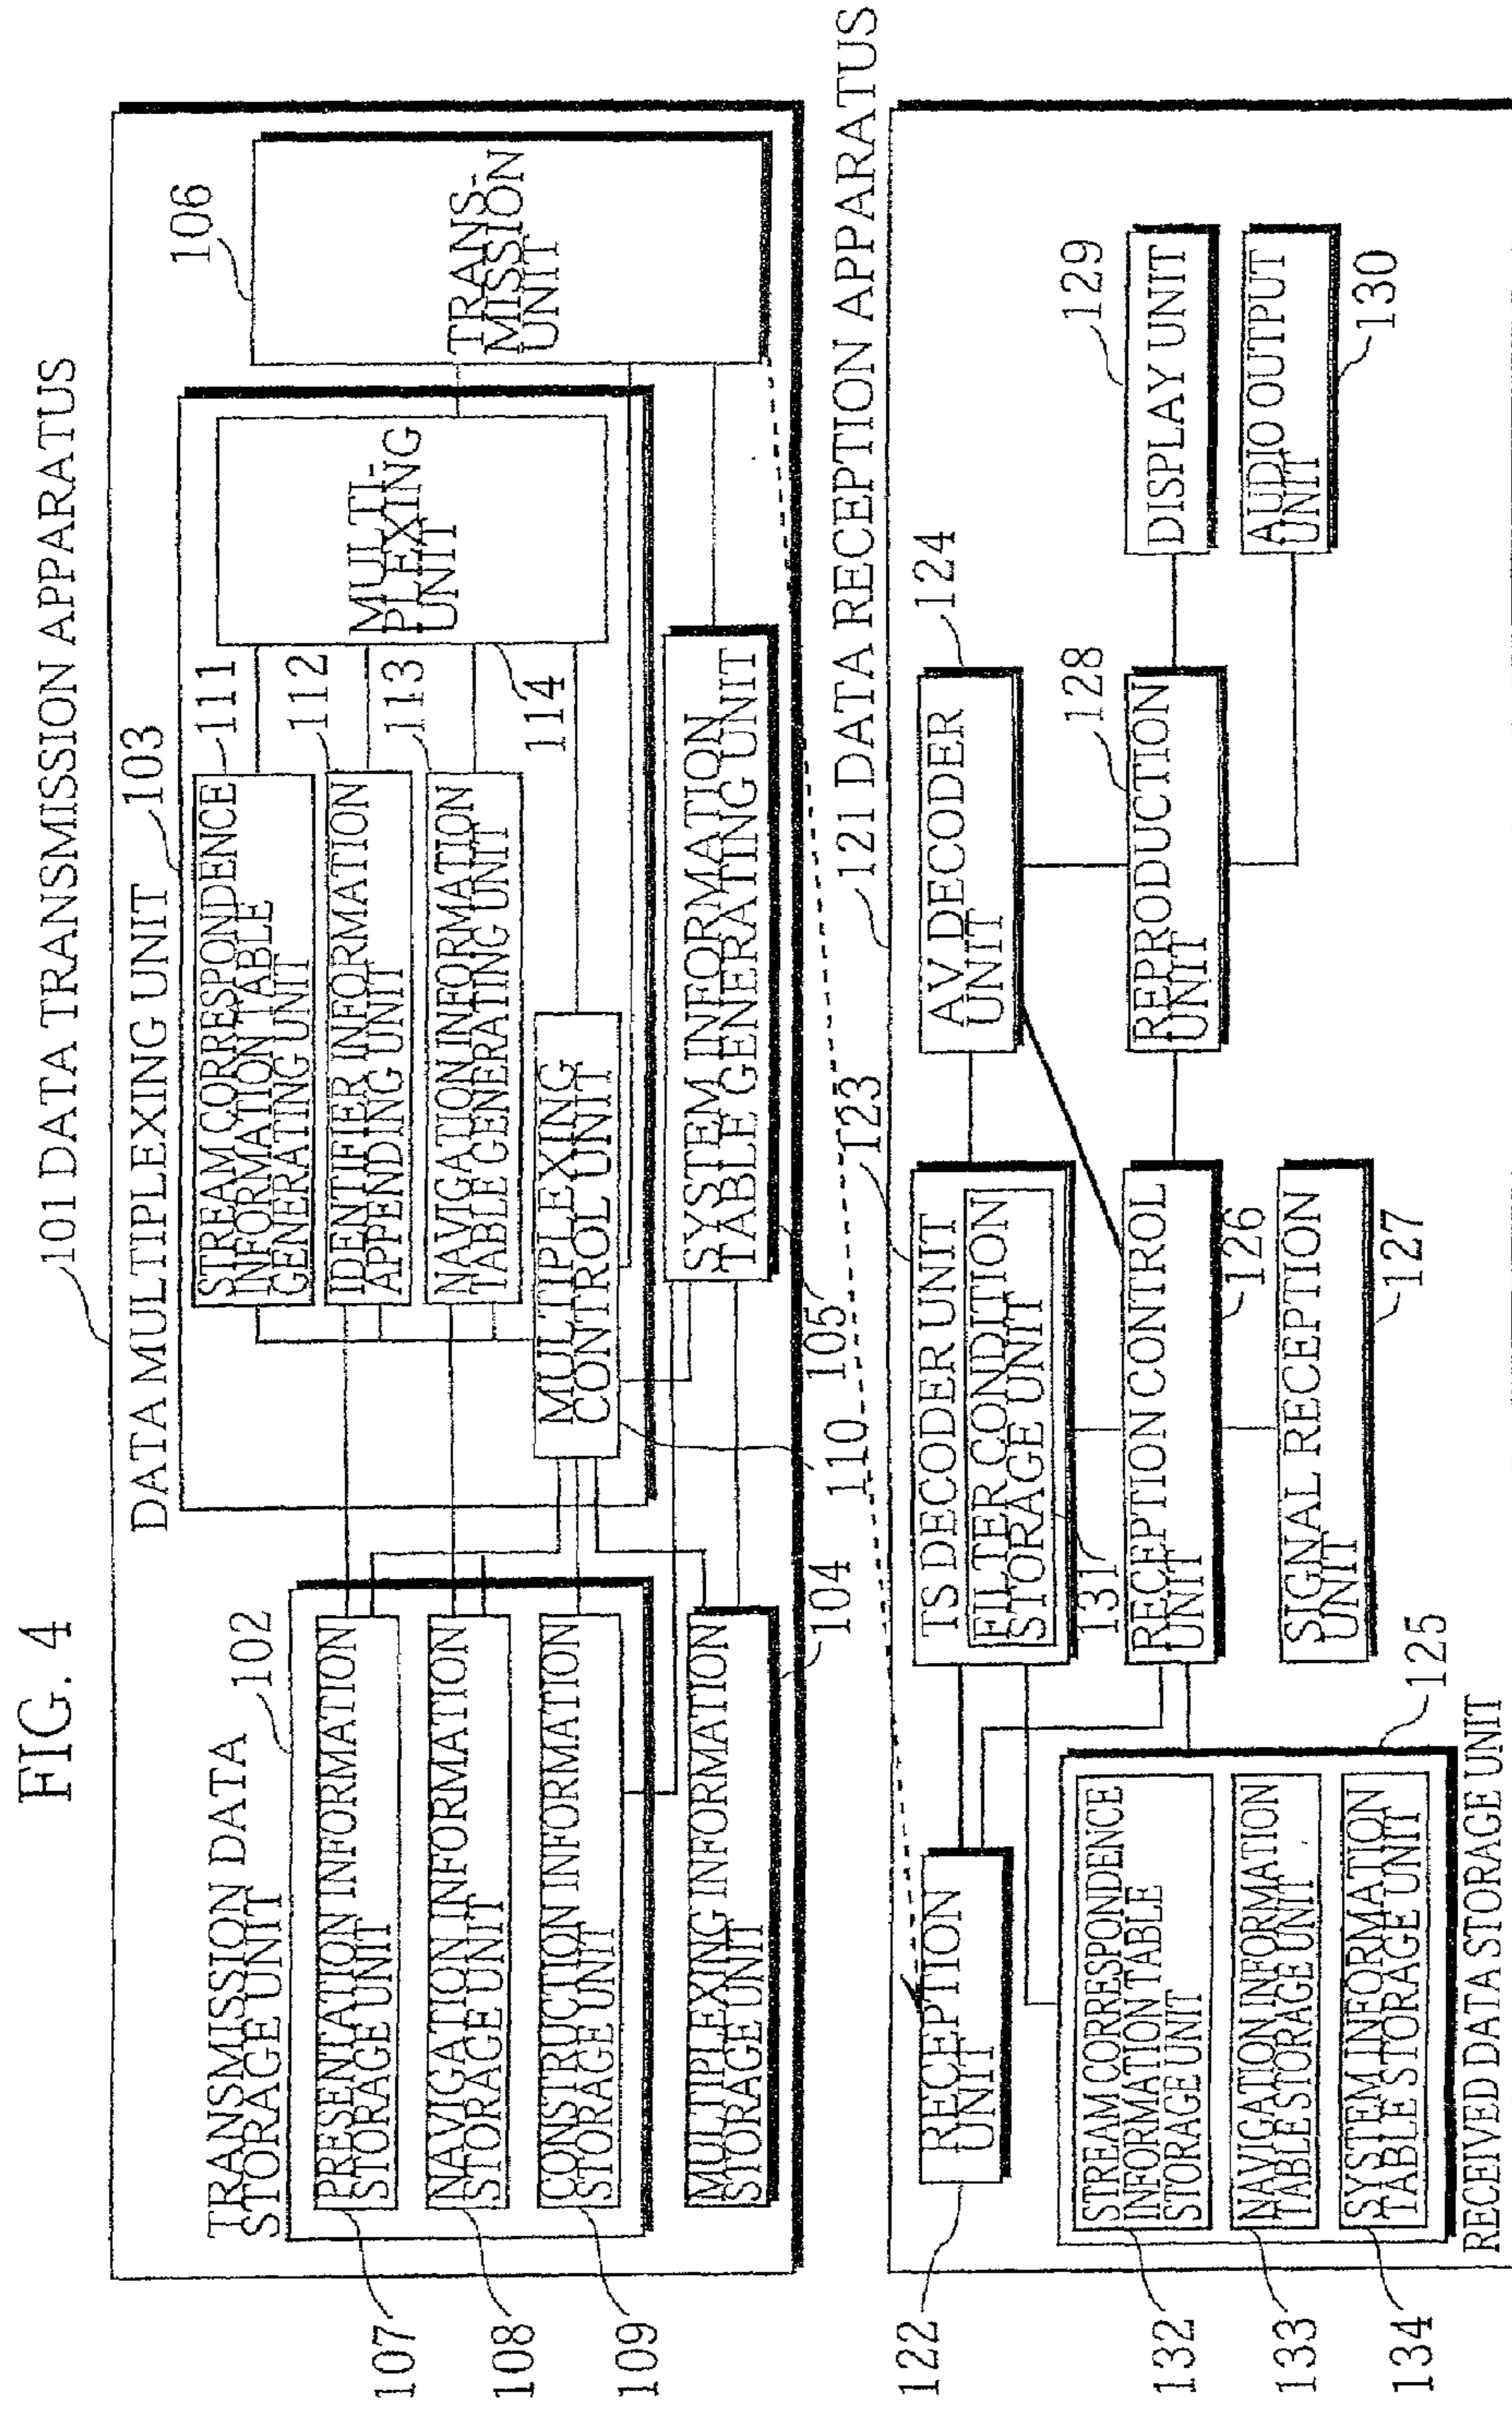 FIG. 4
101 DATA TRANSMISSION APPARATUS
TRANSMISSION DATA
STORAGE UNIT
102
107
PRESENTATION INFORMATION
STORAGE UNIT
108
NAVIGATION INFORMATION
STORAGE UNIT
109
CONSTRUCTION INFORMATION
STORAGE UNIT
MULTIPLEXING INFORMATION
STORAGE UNIT
104
DATA MULTIPLEXING UNIT
103
STREAM CORRESPONDENCE
INFORMATION TABLE
GENERATING UNIT
111
IDENTIFIER INFORMATION
APPENDING UNIT
112
NAVIGATION INFORMATION
TABLE GENERATING UNIT
113
MULTIPLEXING
CONTROL UNIT
110
MULTI-
PLEXING
UNIT
114
SYSTEM INFORMATION
TABLE GENERATING UNIT
105
TRANS-
MISSION
UNIT
106
121 DATA RECEPTION APPARATUS
122
RECEPTION
UNIT
TS DECODER UNIT
123
FILTER CONDITION
STORAGE UNIT
131
AV DECODER
UNIT
124
RECEPTION CONTROL
UNIT
126
REPRODUCTION
UNIT
128
DISPLAY UNIT
129
AUDIO OUTPUT
UNIT
130
SIGNAL RECEPTION
UNIT
127
125
132
STREAM CORRESPONDENCE
INFORMATION TABLE
STORAGE UNIT
133
NAVIGATION INFORMATION
TABLE STORAGE UNIT
134
SYSTEM INFORMATION
TABLE STORAGE UNIT
RECEIVED DATA STORAGE UNIT